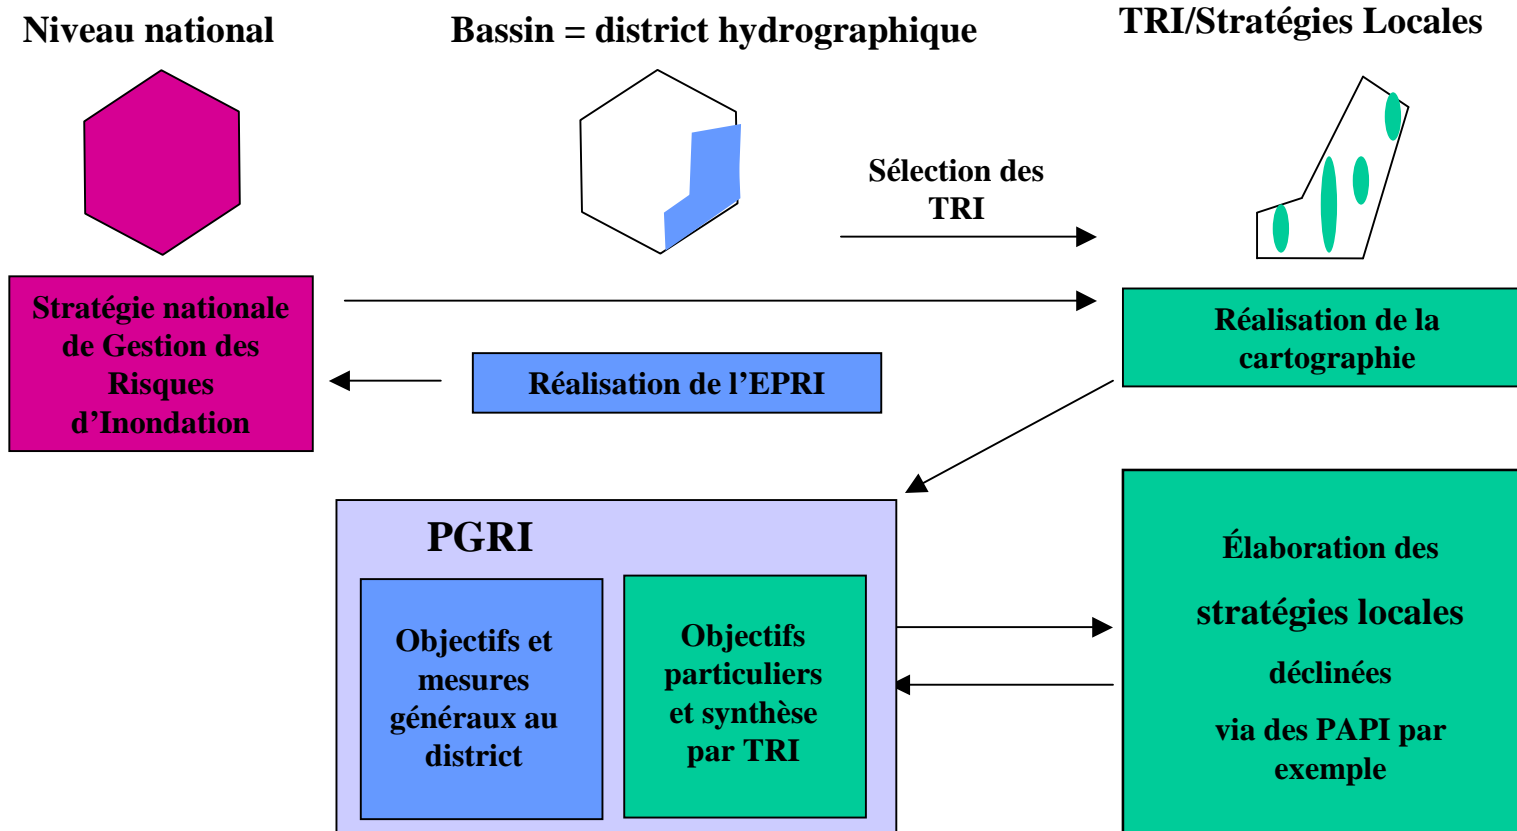 Niveau national
Bassin = district hydrographique
TRI/Stratégies Locales
Sélection des
TRI
Stratégie nationale
de Gestion des
Risques
d’Inondation
Réalisation de l’EPRI
Réalisation de la
cartographie
PGRI
Objectifs et
mesures
généraux au
district
Objectifs
particuliers
et synthèse
par TRI
Élaboration des
stratégies locales
déclinées
via des PAPI par
exemple